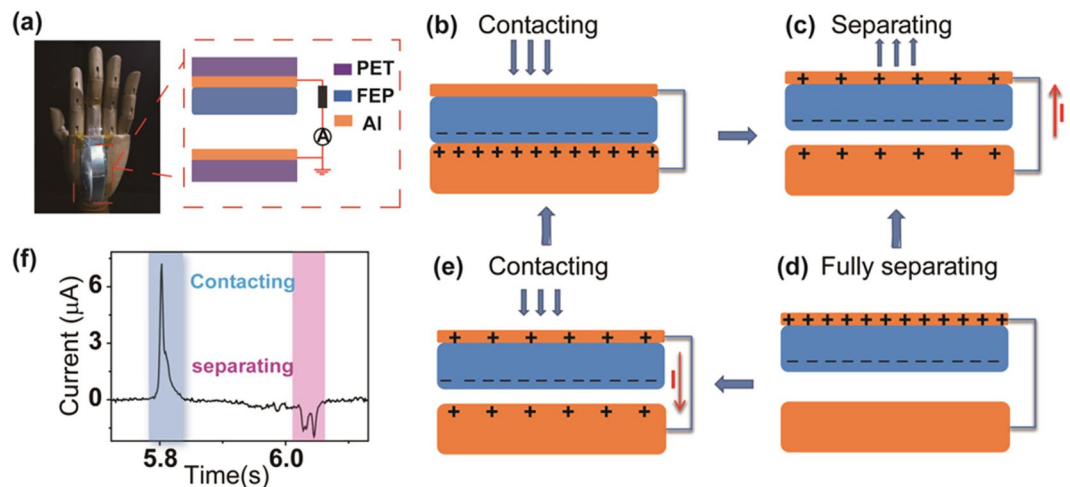 (a)
PET
FEP
Al
A
(b)
Contacting
− − − − − − − − − − − −
+ + + + + + + + + + + +
(c)
Separating
+ + + + + +
− − − − − − − − − − − −
+ + + + + +
I
(f)
Current (μA)
6
3
0
Contacting
separating
5.8
6.0
Time(s)
(e)
Contacting
+ + + + + +
− − − − − − − − − − − −
+ + + + + +
I
(d)
Fully separating
+ + + + + + + + + + + +
− − − − − − − − − − − −